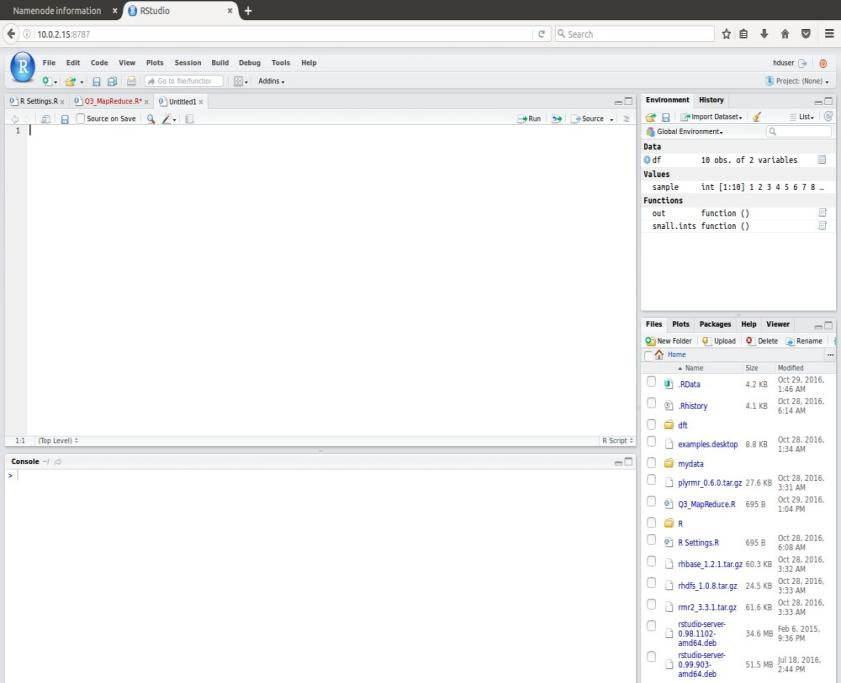 Namenode information x RStudio x +
10.0.2.15:8787 Search
R File Edit Code View Plots Session Build Debug Tools Help hduser
Go to file/function Addins Project: (None)
R Settings.R x Q3_MapReduce.R* x Untitled1 x
Source on Save Run Source
1
1:1 (Top Level) R Script
Console ~/
>
Environment History
Import Dataset List
Global Environment
Data
df 10 obs. of 2 variables
Values
sample int [1:10] 1 2 3 4 5 6 7 8 …
Functions
out function ()
small.ints function ()
Files Plots Packages Help Viewer
New Folder Upload Delete Rename
Home ...
Name Size Modified
.RData 4.2 KB Oct 29, 2016, 1:46 AM
.Rhistory 4.1 KB Oct 28, 2016, 6:14 AM
dft
examples.desktop 8.8 KB Oct 28, 2016, 1:34 AM
mydata
plyrmr_0.6.0.tar.gz 27.6 KB Oct 28, 2016, 3:31 AM
Q3_MapReduce.R 695 B Oct 29, 2016, 1:04 PM
R
R Settings.R 695 B Oct 28, 2016, 6:08 AM
rhbase_1.2.1.tar.gz 60.3 KB Oct 28, 2016, 3:32 AM
rhdfs_1.0.8.tar.gz 24.5 KB Oct 28, 2016, 3:33 AM
rmr2_3.3.1.tar.gz 61.6 KB Oct 28, 2016, 3:33 AM
rstudio-server-0.98.1102-amd64.deb 34.6 MB Feb 6, 2015, 9:36 PM
rstudio-server-0.99.903-amd64.deb 51.5 MB Jul 18, 2016, 2:44 PM